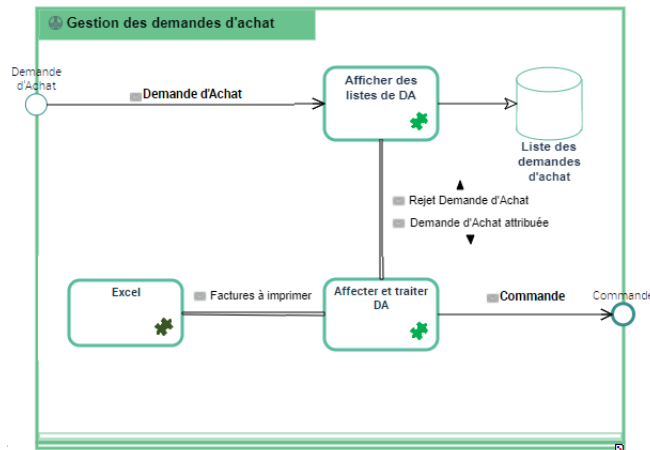 Gestion des demandes d'achat
Demande
d'Achat
Demande d'Achat
Afficher des
listes de DA
Liste des
demandes
d'achat
Rejet Demande d'Achat
Demande d'Achat attribuée
Excel
Factures à imprimer
Affecter et traiter
DA
Commande
Commande